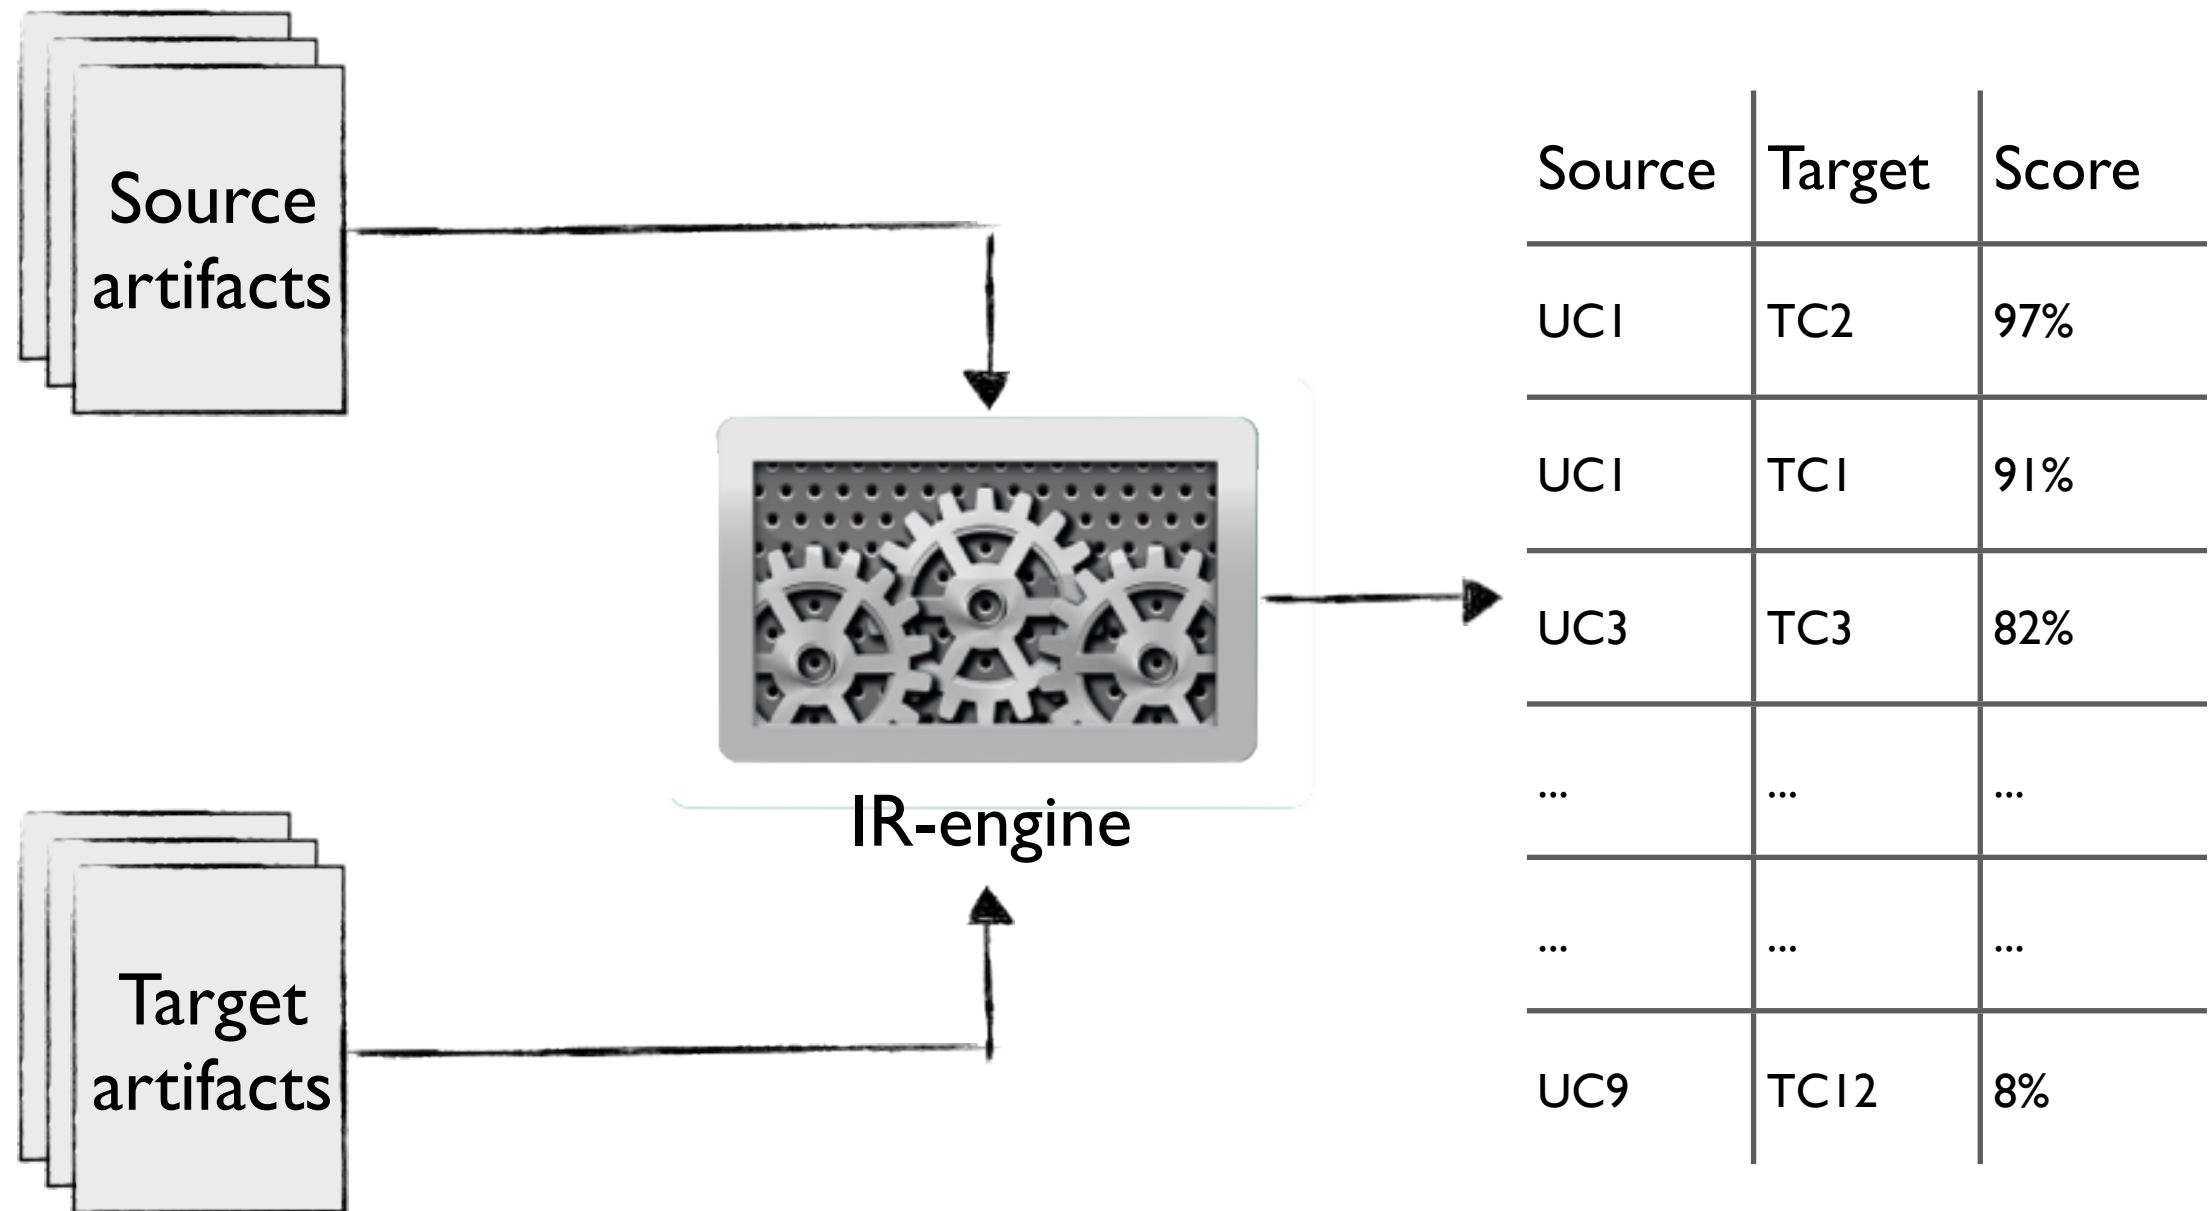 Source
artifacts
IR-engine
Target
artifacts
Source Target Score
UC1 TC2 97%
UC1 TC1 91%
UC3 TC3 82%
... ... ...
... ... ...
UC9 TC12 8%